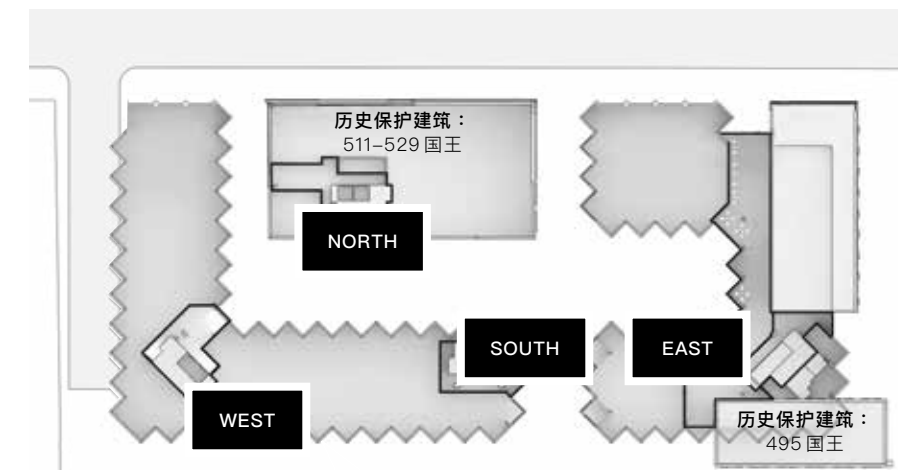 历史保护建筑：
511–529 国王
NORTH
SOUTH
EAST
WEST
历史保护建筑：
495 国王